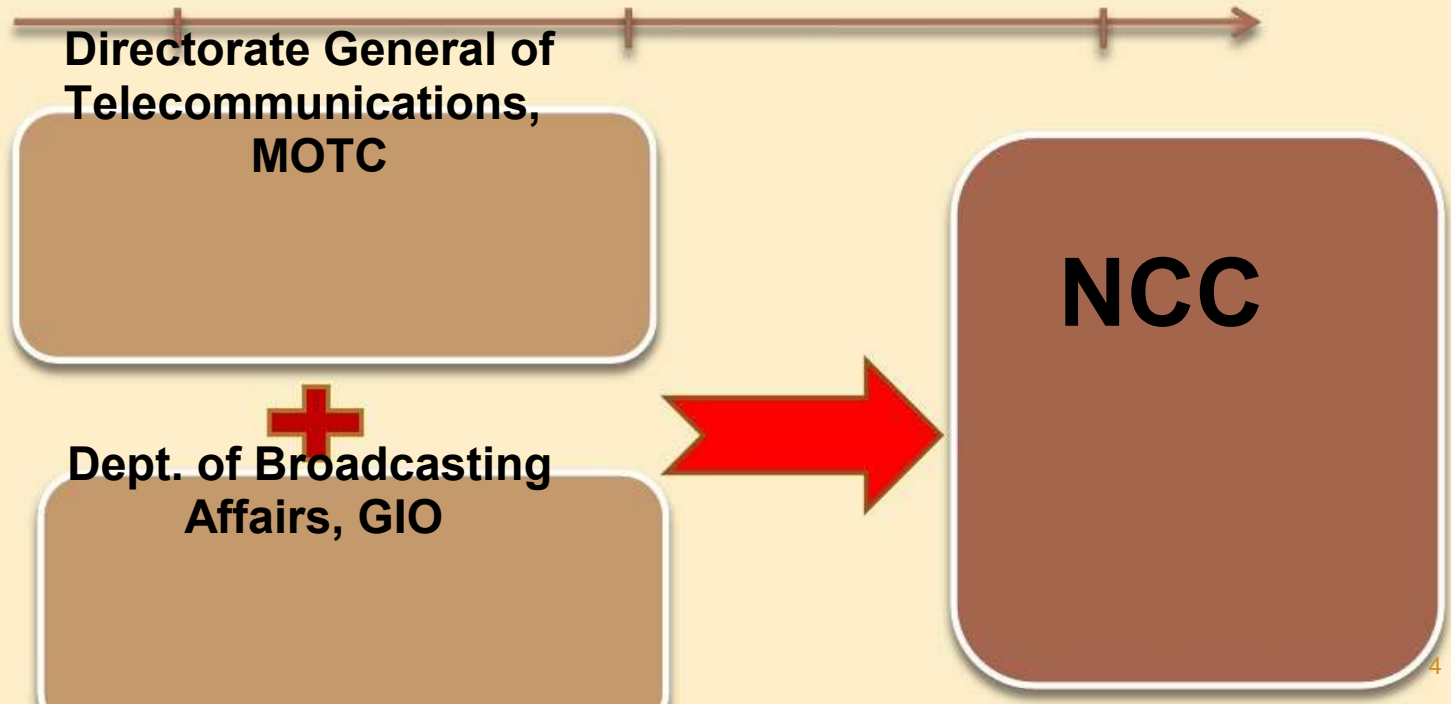 Directorate General of
Telecommunications,
MOTC
NCC
Dept. of Broadcasting
Affairs, GIO
4